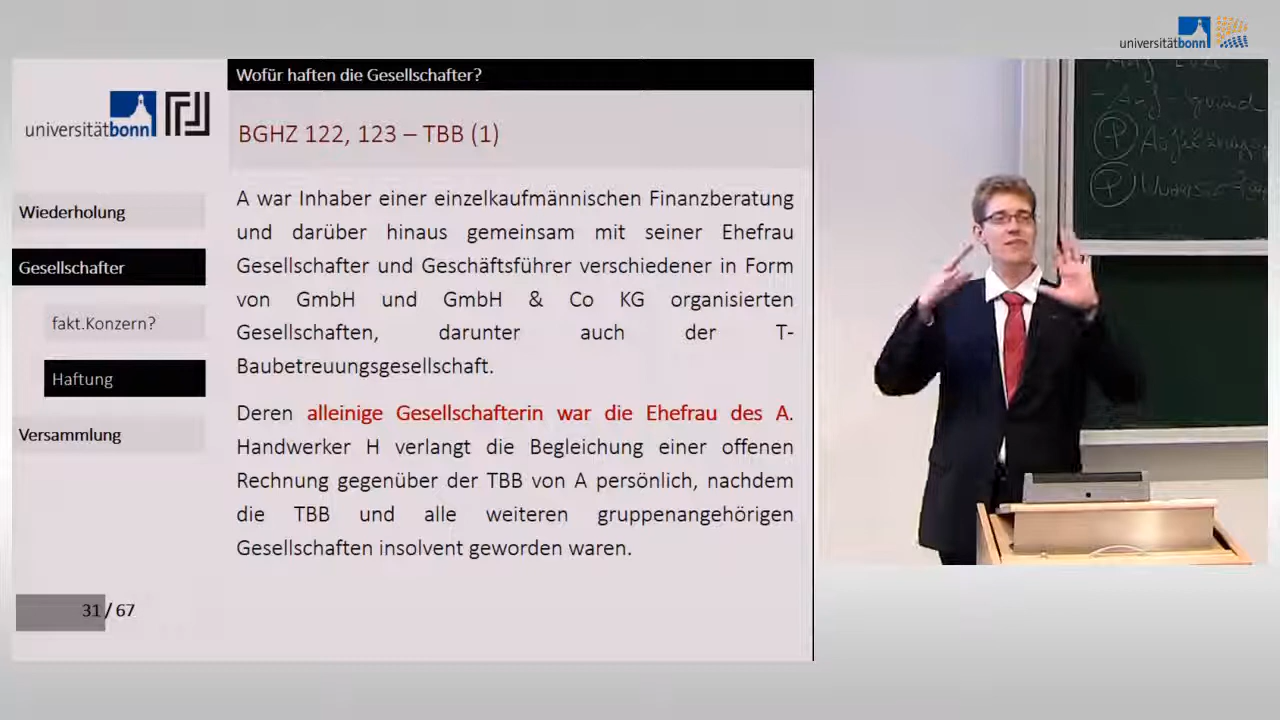 universitätbonn
Wofür haften die Gesellschafter?
universitätbonn
BGHZ 122, 123 – TBB (1)
Wiederholung
Gesellschafter
fakt.Konzern?
Haftung
Versammlung
A war Inhaber einer einzelkaufmännischen Finanzberatung
und darüber hinaus gemeinsam mit seiner Ehefrau
Gesellschafter und Geschäftsführer verschiedener in Form
von GmbH und GmbH & Co KG organisierten
Gesellschaften, darunter auch der T-
Baubetreuungsgesellschaft.
Deren alleinige Gesellschafterin war die Ehefrau des A.
Handwerker H verlangt die Begleichung einer offenen
Rechnung gegenüber der TBB von A persönlich, nachdem
die TBB und alle weiteren gruppenangehörigen
Gesellschaften insolvent geworden waren.
31 / 67
P
P